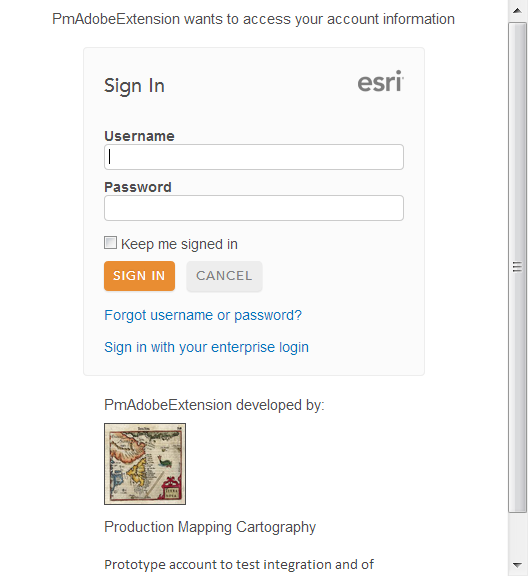 PmAdobeExtension wants to access your account information
Sign In
esri
Username
Password
Keep me signed in
SIGN IN
CANCEL
Forgot username or password?
Sign in with your enterprise login
PmAdobeExtension developed by:
Production Mapping Cartography
Prototype account to test integration and of